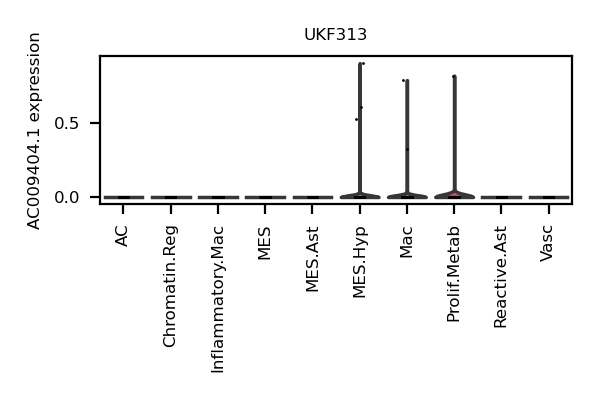 UKF313
AC009404.1 expression
0.5
0.0
AC
Chromatin.Reg
Inflammatory.Mac
MES
MES.Ast
MES.Hyp
Mac
Prolif.Metab
Reactive.Ast
Vasc